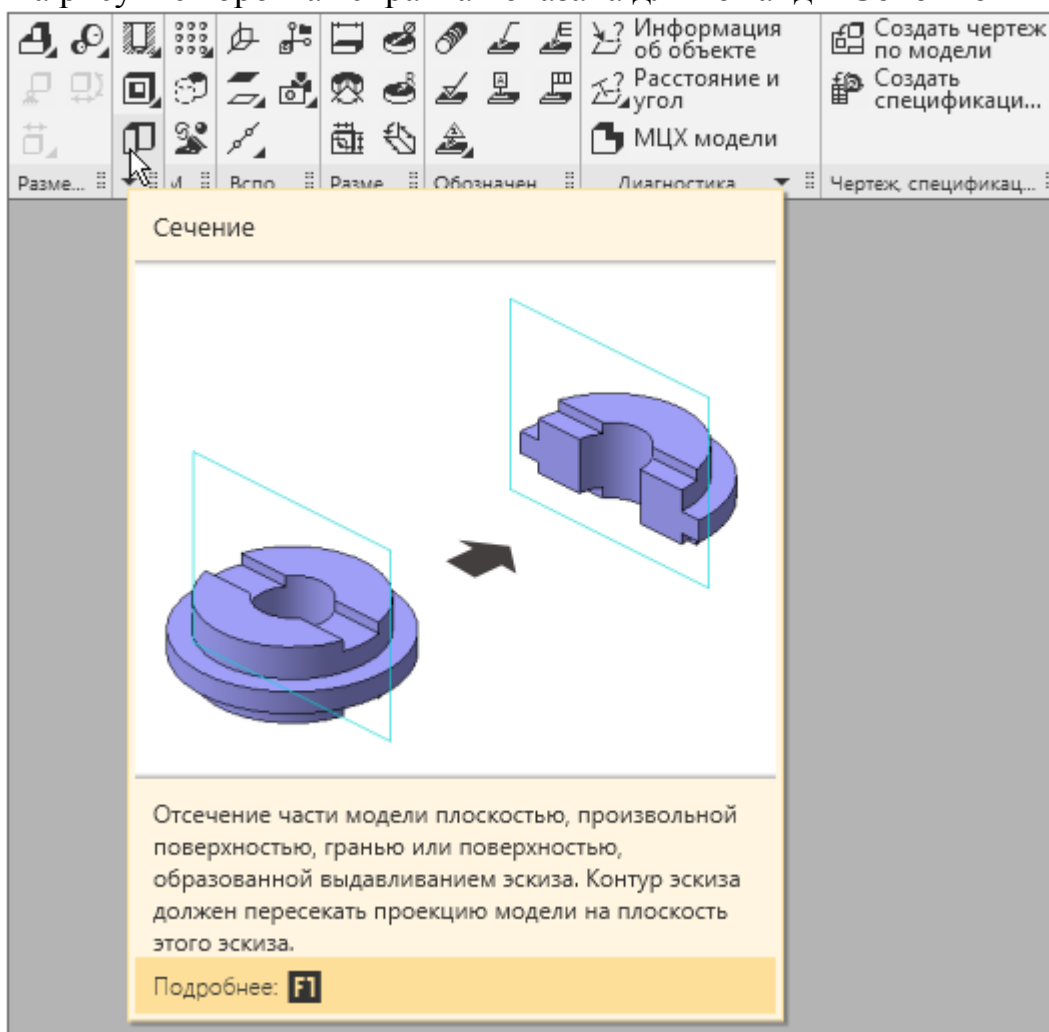 Информация
об объекте
Расстояние и
угол
МЦХ модели
Создать чертеж
по модели
Создать
спецификаци...
Разме...
Диагностика
Чертеж, спецификац...
Сечение
Отсечение части модели плоскостью, произвольной
поверхностью, гранью или поверхностью,
образованной выдавливанием эскиза. Контур эскиза
должен пересекать проекцию модели на плоскость
этого эскиза.
Подробнее: F1